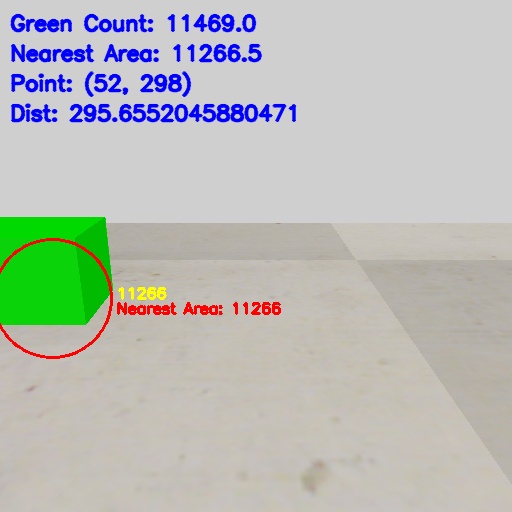 Green Count: 11469.0
Nearest Area: 11266.5
Point: (52, 298)
Dist: 295.6552045880471
11266
Nearest Area: 11266